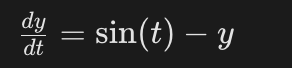 dy/dt = sin(t) − y